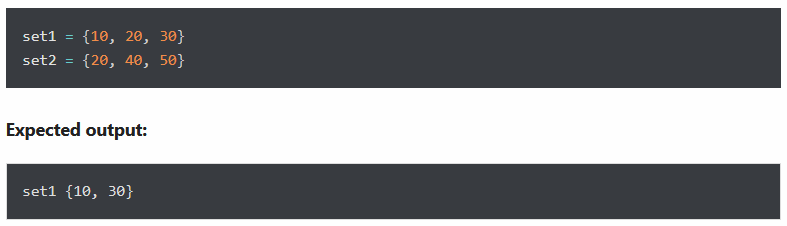 set1 = {10, 20, 30}
set2 = {20, 40, 50}
Expected output:
set1 {10, 30}